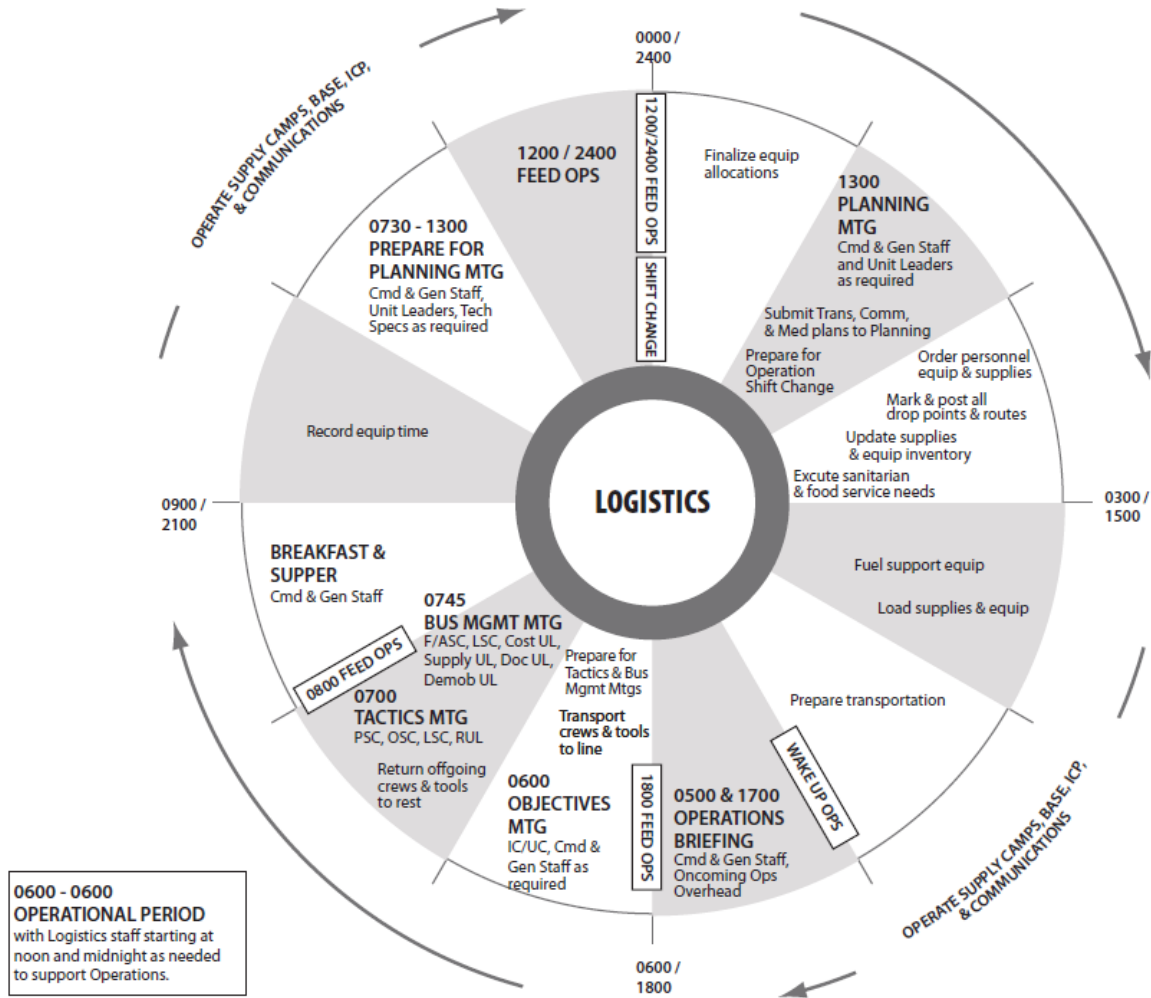 0000 /
2400
OPERATE SUPPLY CAMPS, BASE, ICP,
& COMMUNICATIONS
1200 / 2400
FEED OPS
1200/2400 FEED OPS
SHIFT CHANGE
Finalize equip
allocations
1300
PLANNING
MTG
Cmd & Gen Staff
and Unit Leaders
as required
Submit Trans, Comm,
& Med plans to Planning
Prepare for
Operation
Shift Change
Order personnel
equip & supplies
Mark & post all
drop points & routes
Update supplies
& equip inventory
Excute sanitarian
& food service needs
0300 /
1500
Fuel support equip
Load supplies & equip
Prepare transportation
WAKE UP OPS
OPERATE SUPPLY CAMPS, BASE, ICP,
& COMMUNICATIONS
0500 & 1700
OPERATIONS
BRIEFING
Cmd & Gen Staff,
Oncoming Ops
Overhead
1800 FEED OPS
0600 /
1800
Prepare for
Tactics & Bus
Mgmt Mtgs
Transport
crews & tools
to line
0600
OBJECTIVES
MTG
IC/UC, Cmd &
Gen Staff as
required
0745
BUS MGMT MTG
F/ASC, LSC, Cost UL,
Supply UL, Doc UL,
Demob UL
0700
TACTICS MTG
PSC, OSC, LSC, RUL
Return offgoing
crews & tools
to rest
0800 FEED OPS
BREAKFAST &
SUPPER
Cmd & Gen Staff
0900 /
2100
Record equip time
0730 - 1300
PREPARE FOR
PLANNING MTG
Cmd & Gen Staff,
Unit Leaders, Tech
Specs as required
LOGISTICS
0600 - 0600
OPERATIONAL PERIOD
with Logistics staff starting at
noon and midnight as needed
to support Operations.